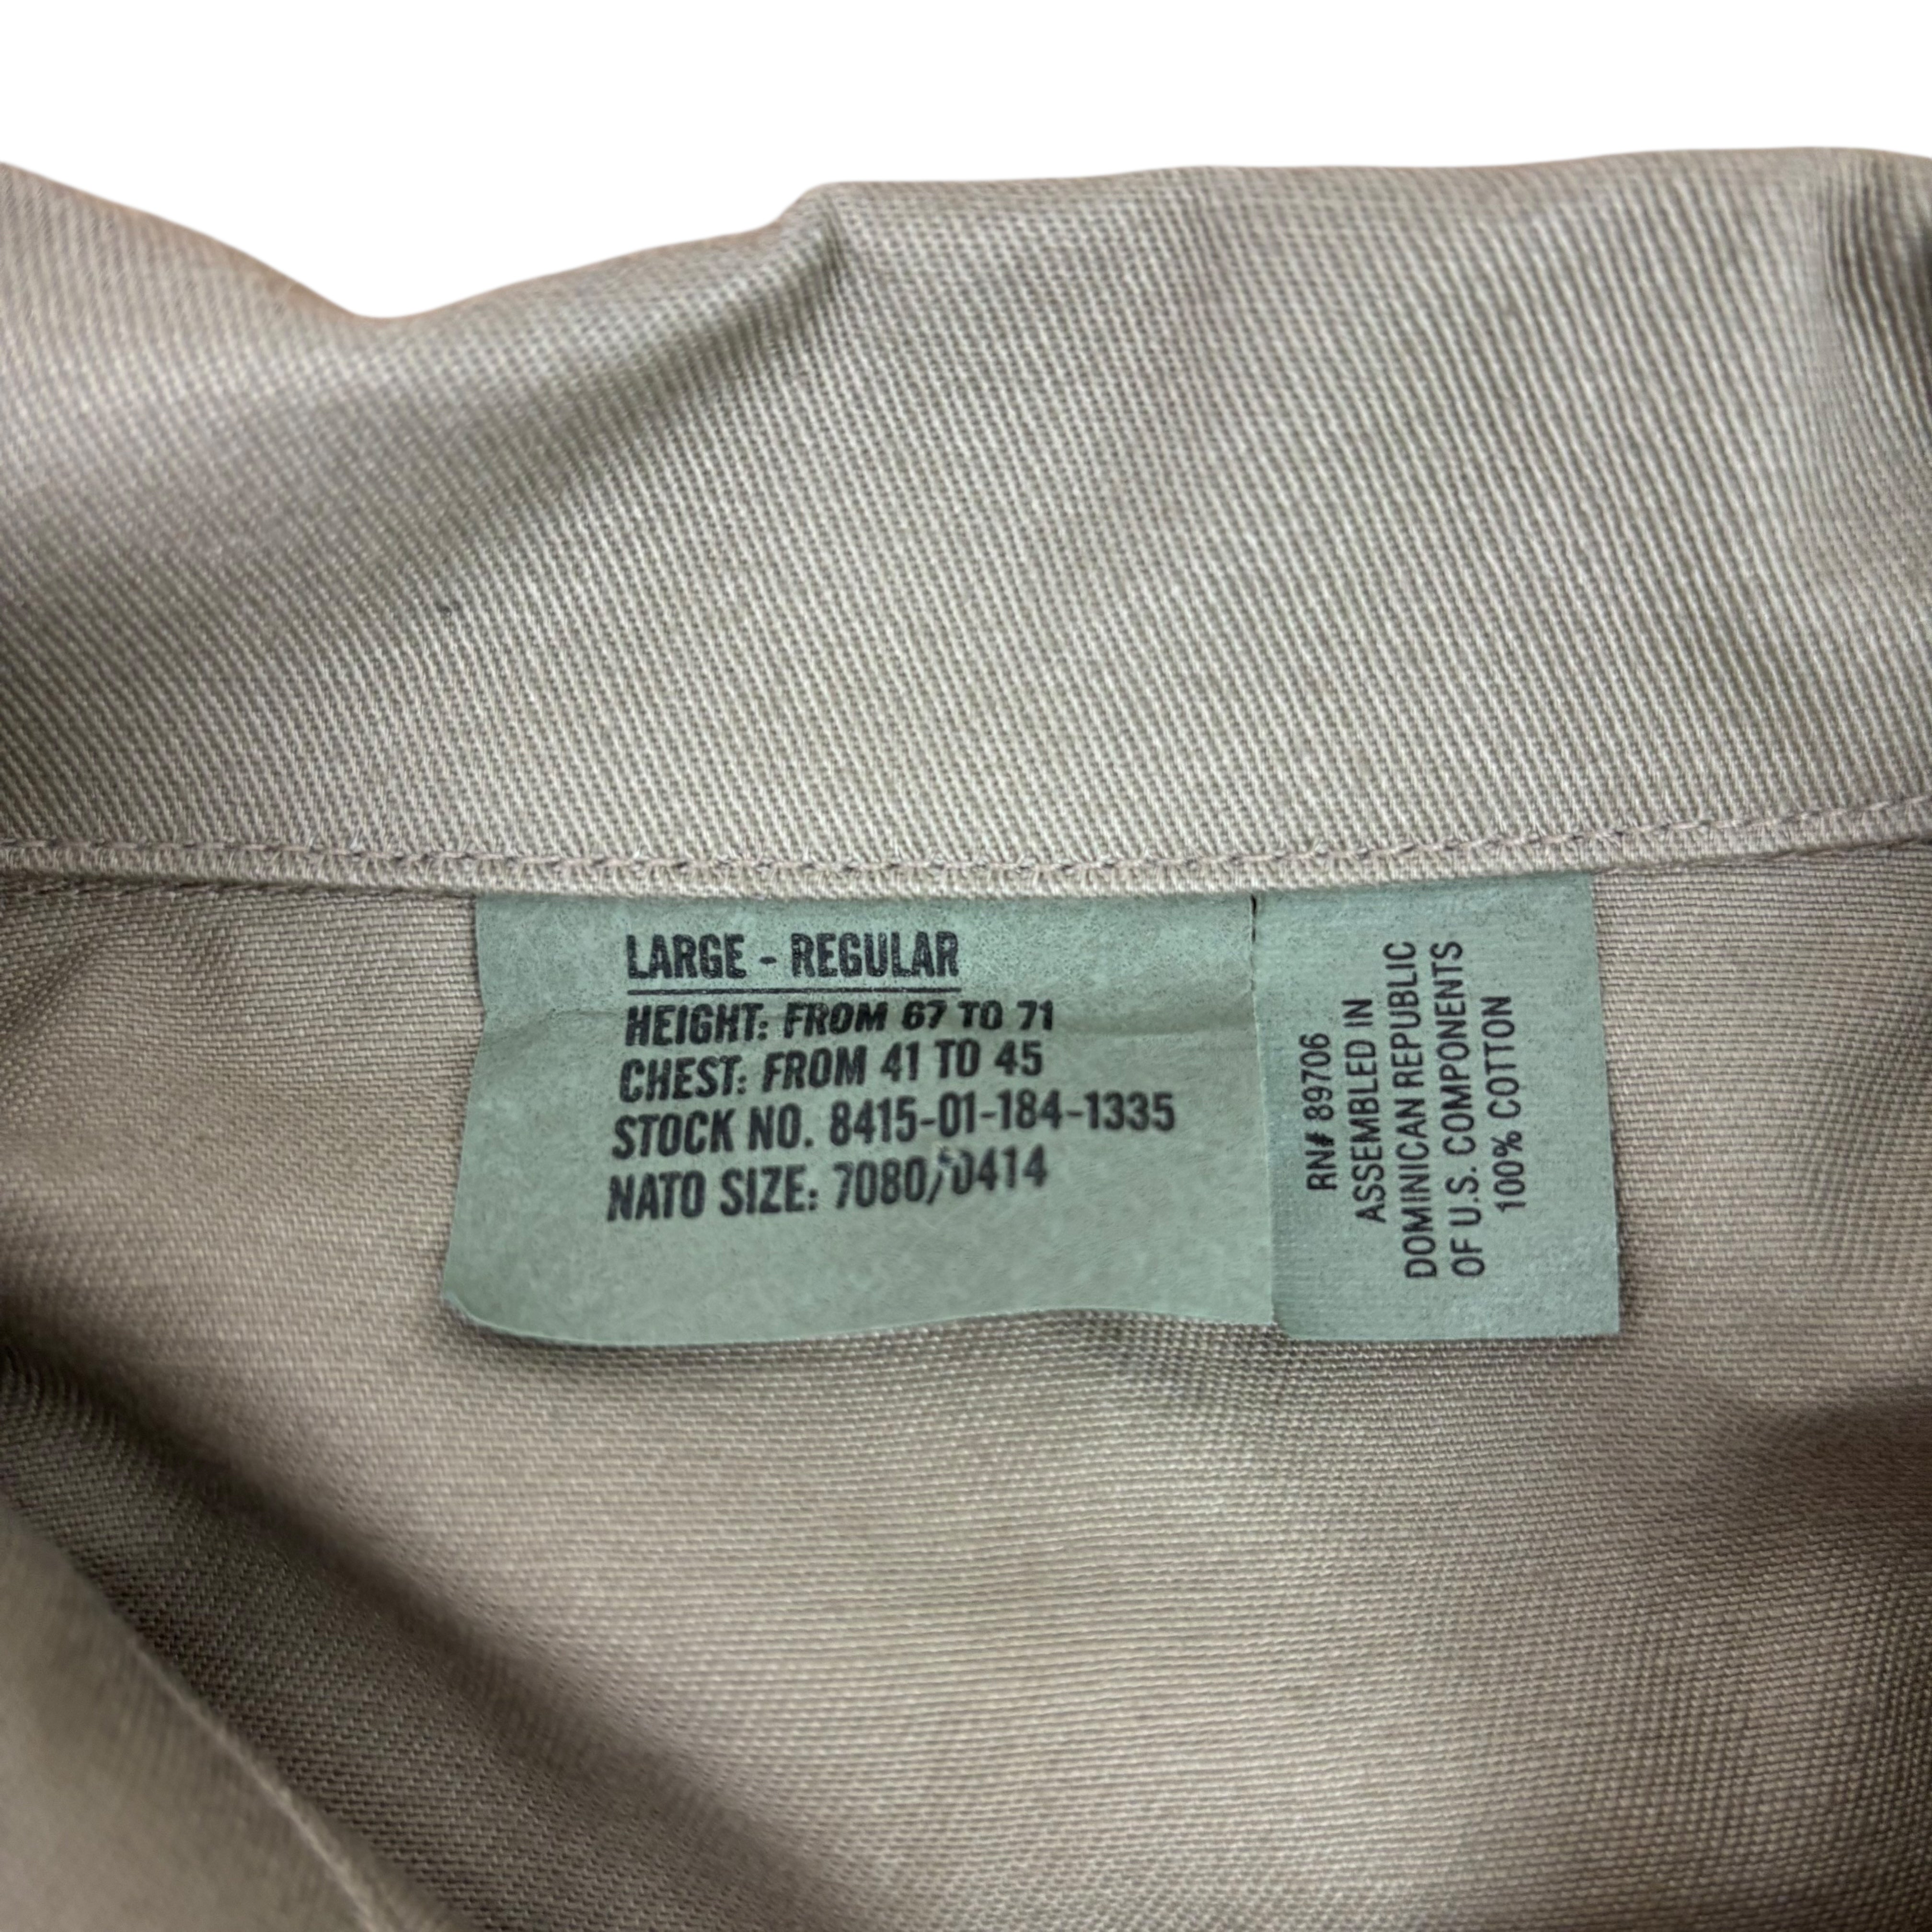 LARGE - REGULAR
HEIGHT: FROM 67 TO 71
CHEST: FROM 41 TO 45
STOCK NO. 8415-01-184-1335
NATO SIZE: 7080/0414
RN# 89706
ASSEMBLED IN
DOMINICAN REPUBLIC
OF U.S. COMPONENTS
100% COTTON